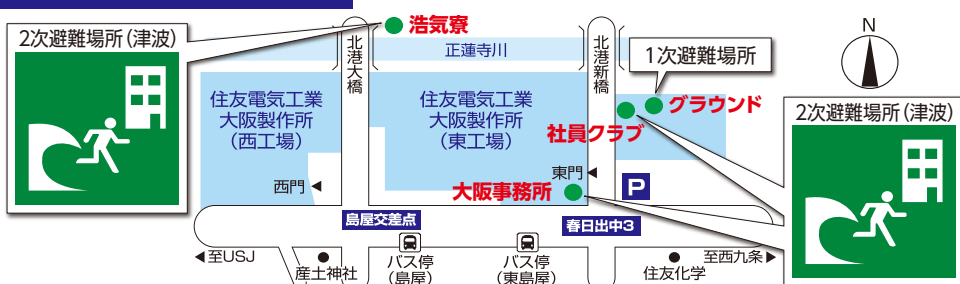 2次避難場所（津波）
浩気寮
北港大橋
正蓮寺川
北港新橋
1次避難場所
N
住友電気工業
大阪製作所
（西工場）
住友電気工業
大阪製作所
（東工場）
グラウンド
社員クラブ
2次避難場所（津波）
西門◀
東門◀
大阪事務所
P
島屋交差点
春日出中3
◀至USJ
産土神社
バス停
（島屋）
バス停
（東島屋）
住友化学
至西九条▶